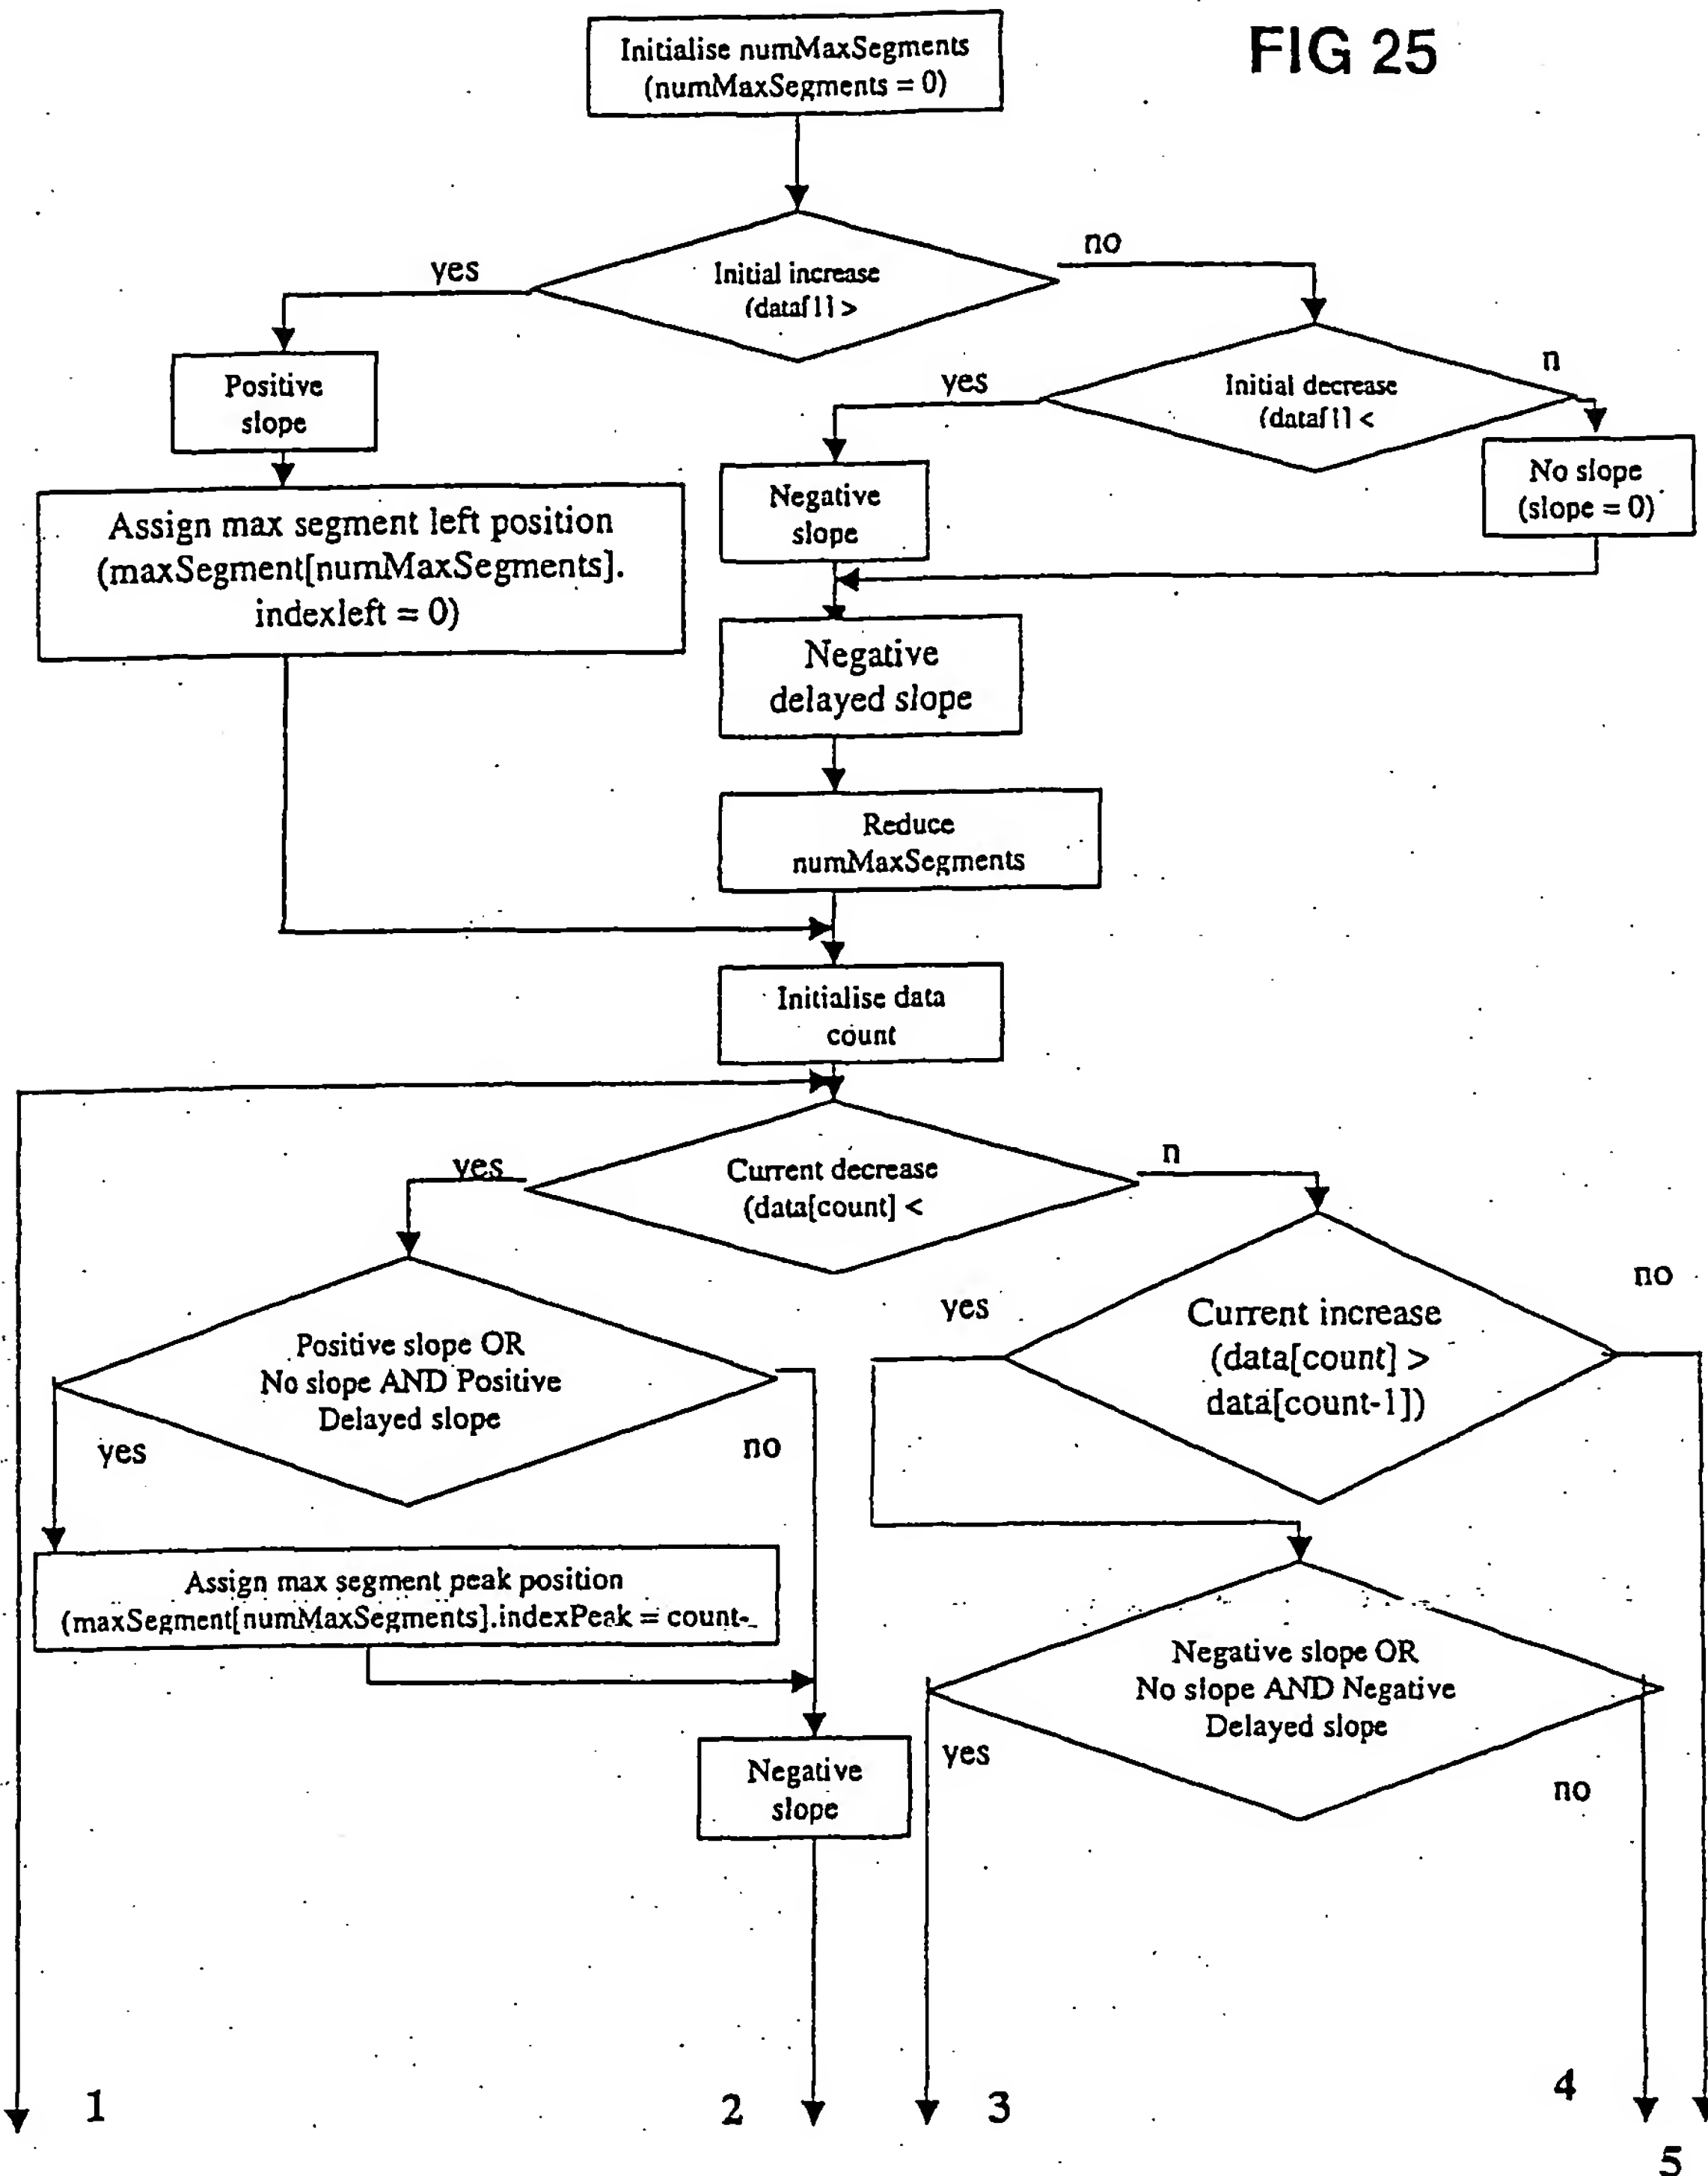 FIG 25
Initialise numMaxSegments
(numMaxSegments = 0)
yes
no
Initial increase
(data[1] >
Positive
slope
yes
n
Initial decrease
(data[1] <
No slope
(slope = 0)
Negative
slope
Assign max segment left position
(maxSegment[numMaxSegments].
indexleft = 0)
Negative
delayed slope
Reduce
numMaxSegments
Initialise data
count
yes
n
Current decrease
(data[count] <
no
yes
Current increase
(data[count] >
data[count-1])
Positive slope OR
No slope AND Positive
Delayed slope
yes
no
Assign max segment peak position
(maxSegment[numMaxSegments].indexPeak = count-
Negative slope OR
No slope AND Negative
Delayed slope
yes
no
Negative
slope
1
2
3
4
5